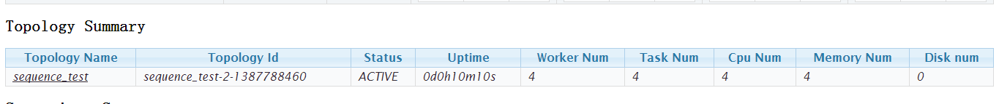 Topology Summary
Topology Name Topology Id Status Uptime Worker Num Task Num Cpu Num Memory Num Disk num
sequence_test sequence_test-2-1387788460 ACTIVE 0d0h10m10s 4 4 4 4 0